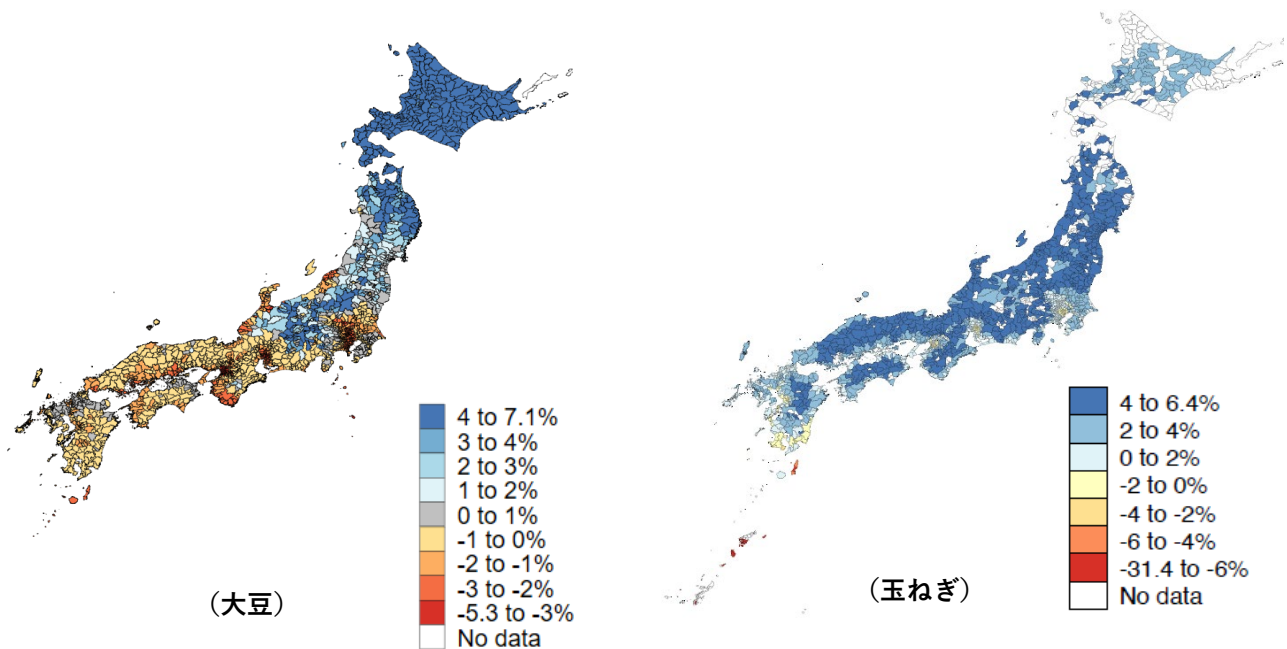 4 to 7.1%
3 to 4%
2 to 3%
1 to 2%
0 to 1%
-1 to 0%
-2 to -1%
-3 to -2%
-5.3 to -3%
No data
（大豆）
4 to 6.4%
2 to 4%
0 to 2%
-2 to 0%
-4 to -2%
-6 to -4%
-31.4 to -6%
No data
（玉ねぎ）